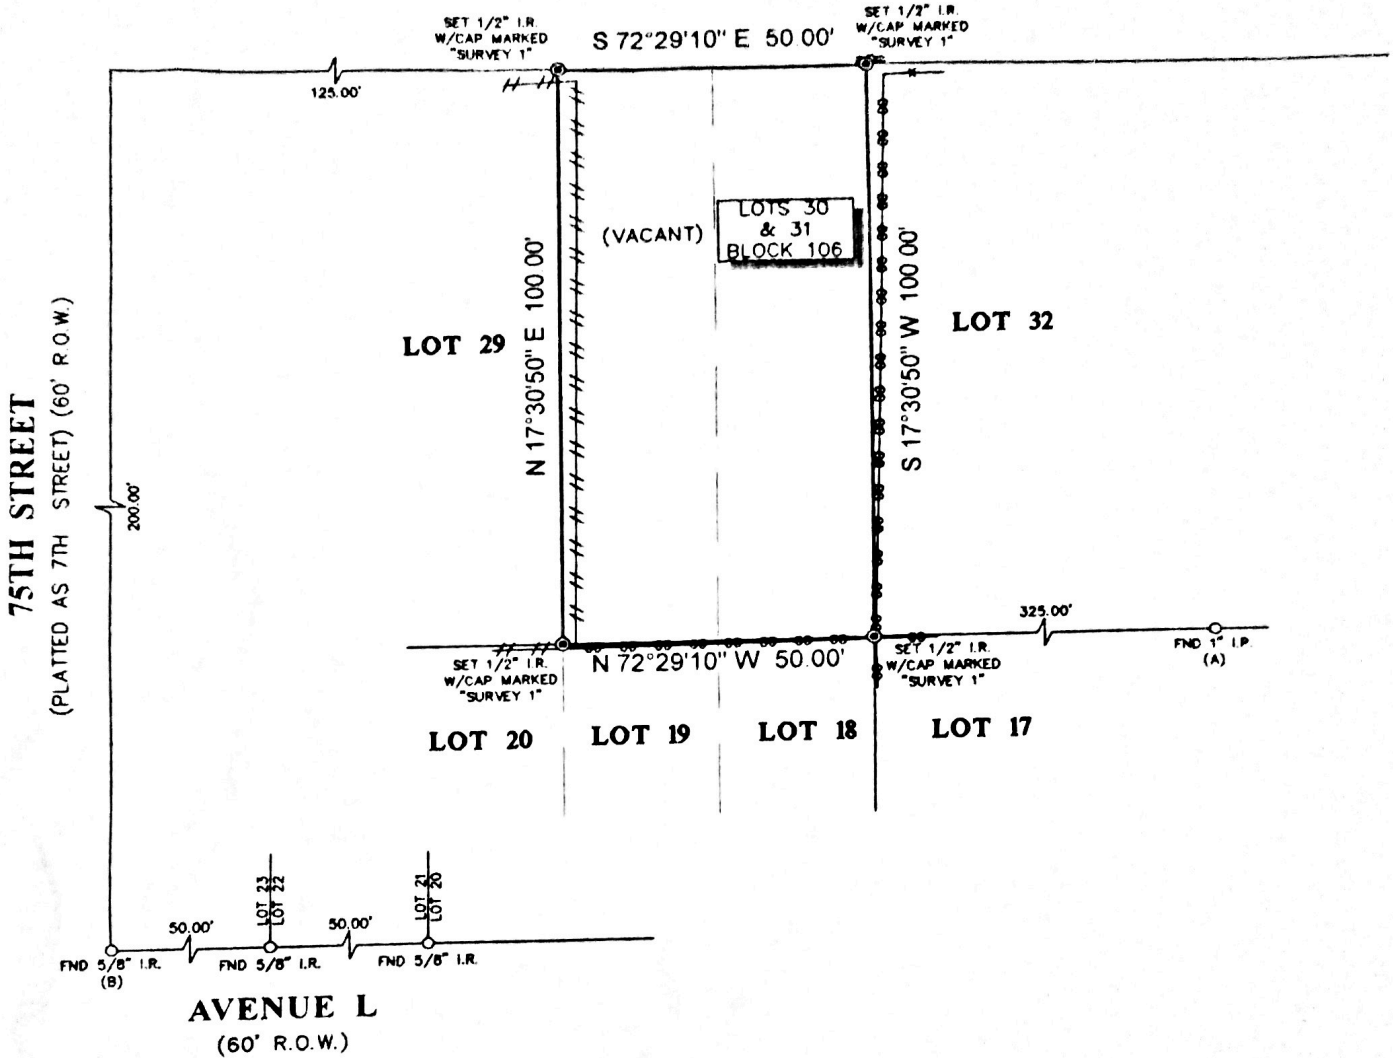 SET 1/2" I.R.
W/CAP MARKED
"SURVEY 1"
S 72°29'10" E 50.00'
SET 1/2" I.R.
W/CAP MARKED
"SURVEY 1"
125.00'
LOTS 30
& 31
BLOCK 106
(VACANT)
N 17°30'50" E 100.00'
S 17°30'50" W 100.00'
LOT 29
LOT 32
75TH STREET
(PLATTED AS 7TH STREET) (60' R.O.W.)
200.00'
325.00'
FND 1" I.P.
(A)
SET 1/2" I.R.
W/CAP MARKED
"SURVEY 1"
N 72°29'10" W 50.00'
SET 1/2" I.R.
W/CAP MARKED
"SURVEY 1"
LOT 20
LOT 19
LOT 18
LOT 17
LOT 23
LOT 22
LOT 21
LOT 20
50.00'
50.00'
FND 5/8" I.R.
(B)
FND 5/8" I.R.
FND 5/8" I.R.
AVENUE L
(60' R.O.W.)